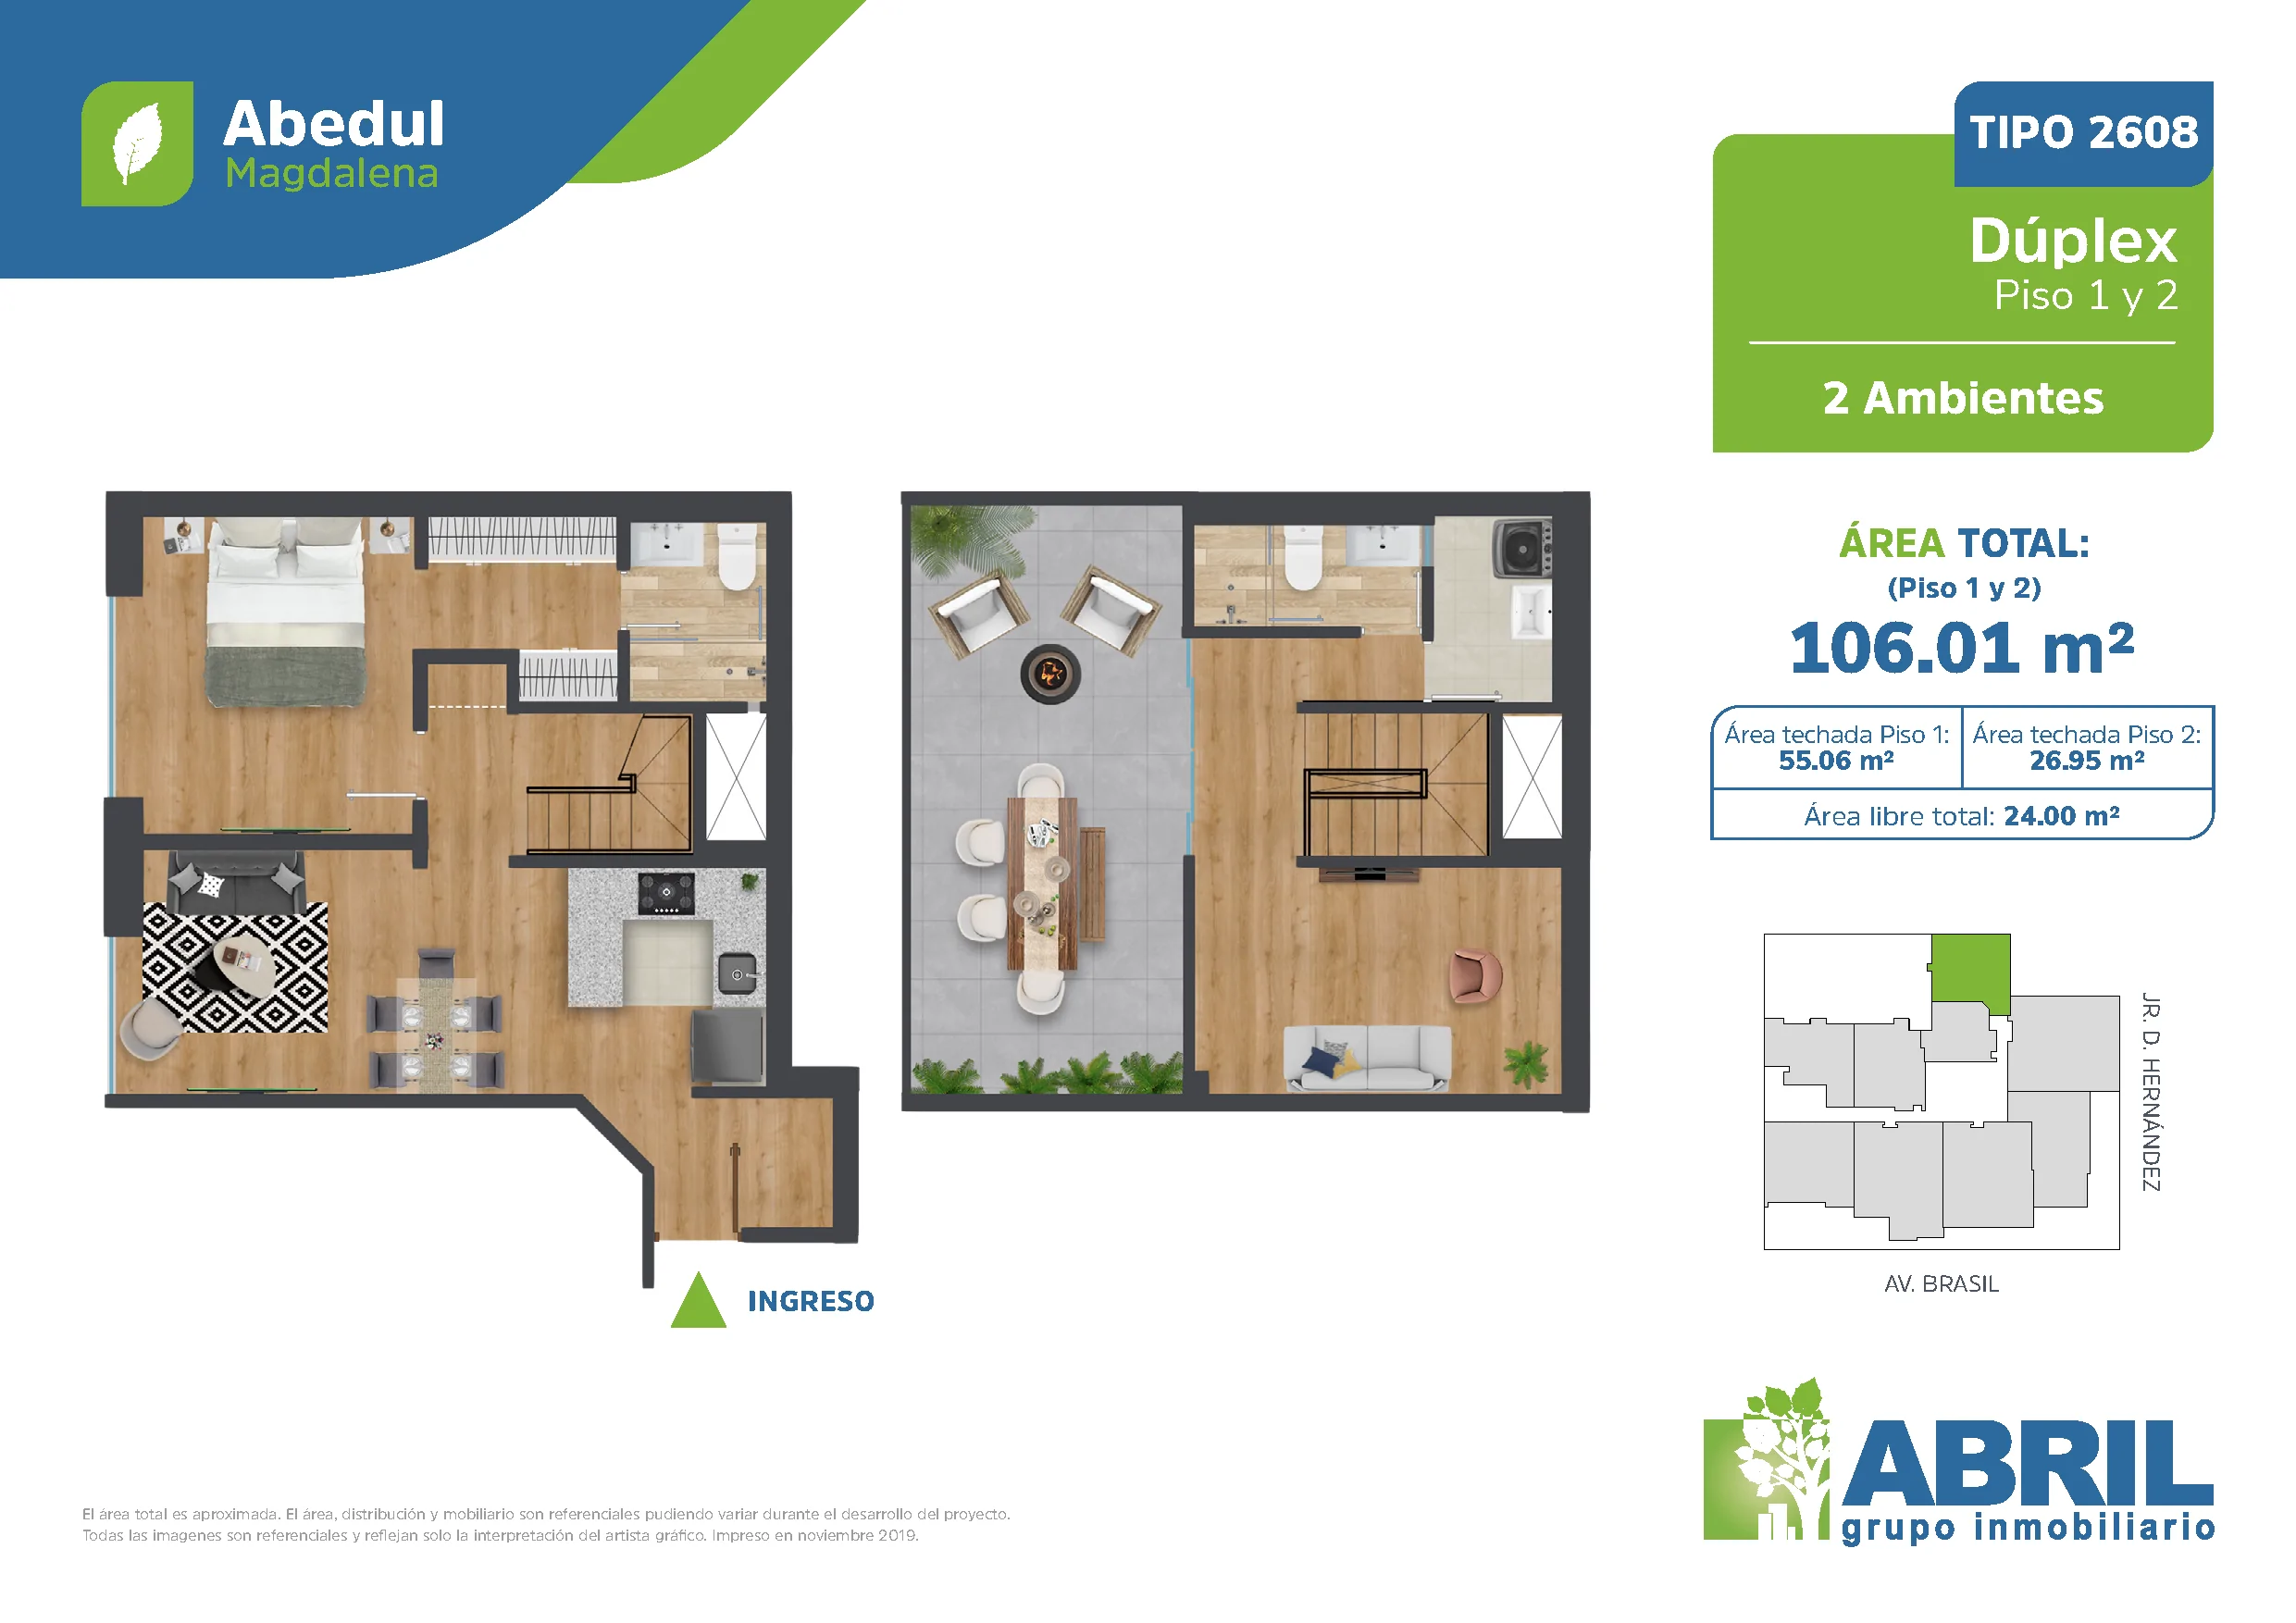 Abedul
Magdalena
TIPO 2608
Dúplex
Piso 1 y 2
2 Ambientes
ÁREA TOTAL:
(Piso 1 y 2)
106.01 m²
Área techada Piso 1:
55.06 m²
Área techada Piso 2:
26.95 m²
Área libre total: 24.00 m²
JR. D. HERNÁNDEZ
AV. BRASIL
INGRESO
ABRIL
grupo inmobiliario
El área total es aproximada. El área, distribución y mobiliario son referenciales pudiendo variar durante el desarrollo del proyecto.
Todas las imagenes son referenciales y reflejan solo la interpretación del artista gráfico. Impreso en noviembre 2019.